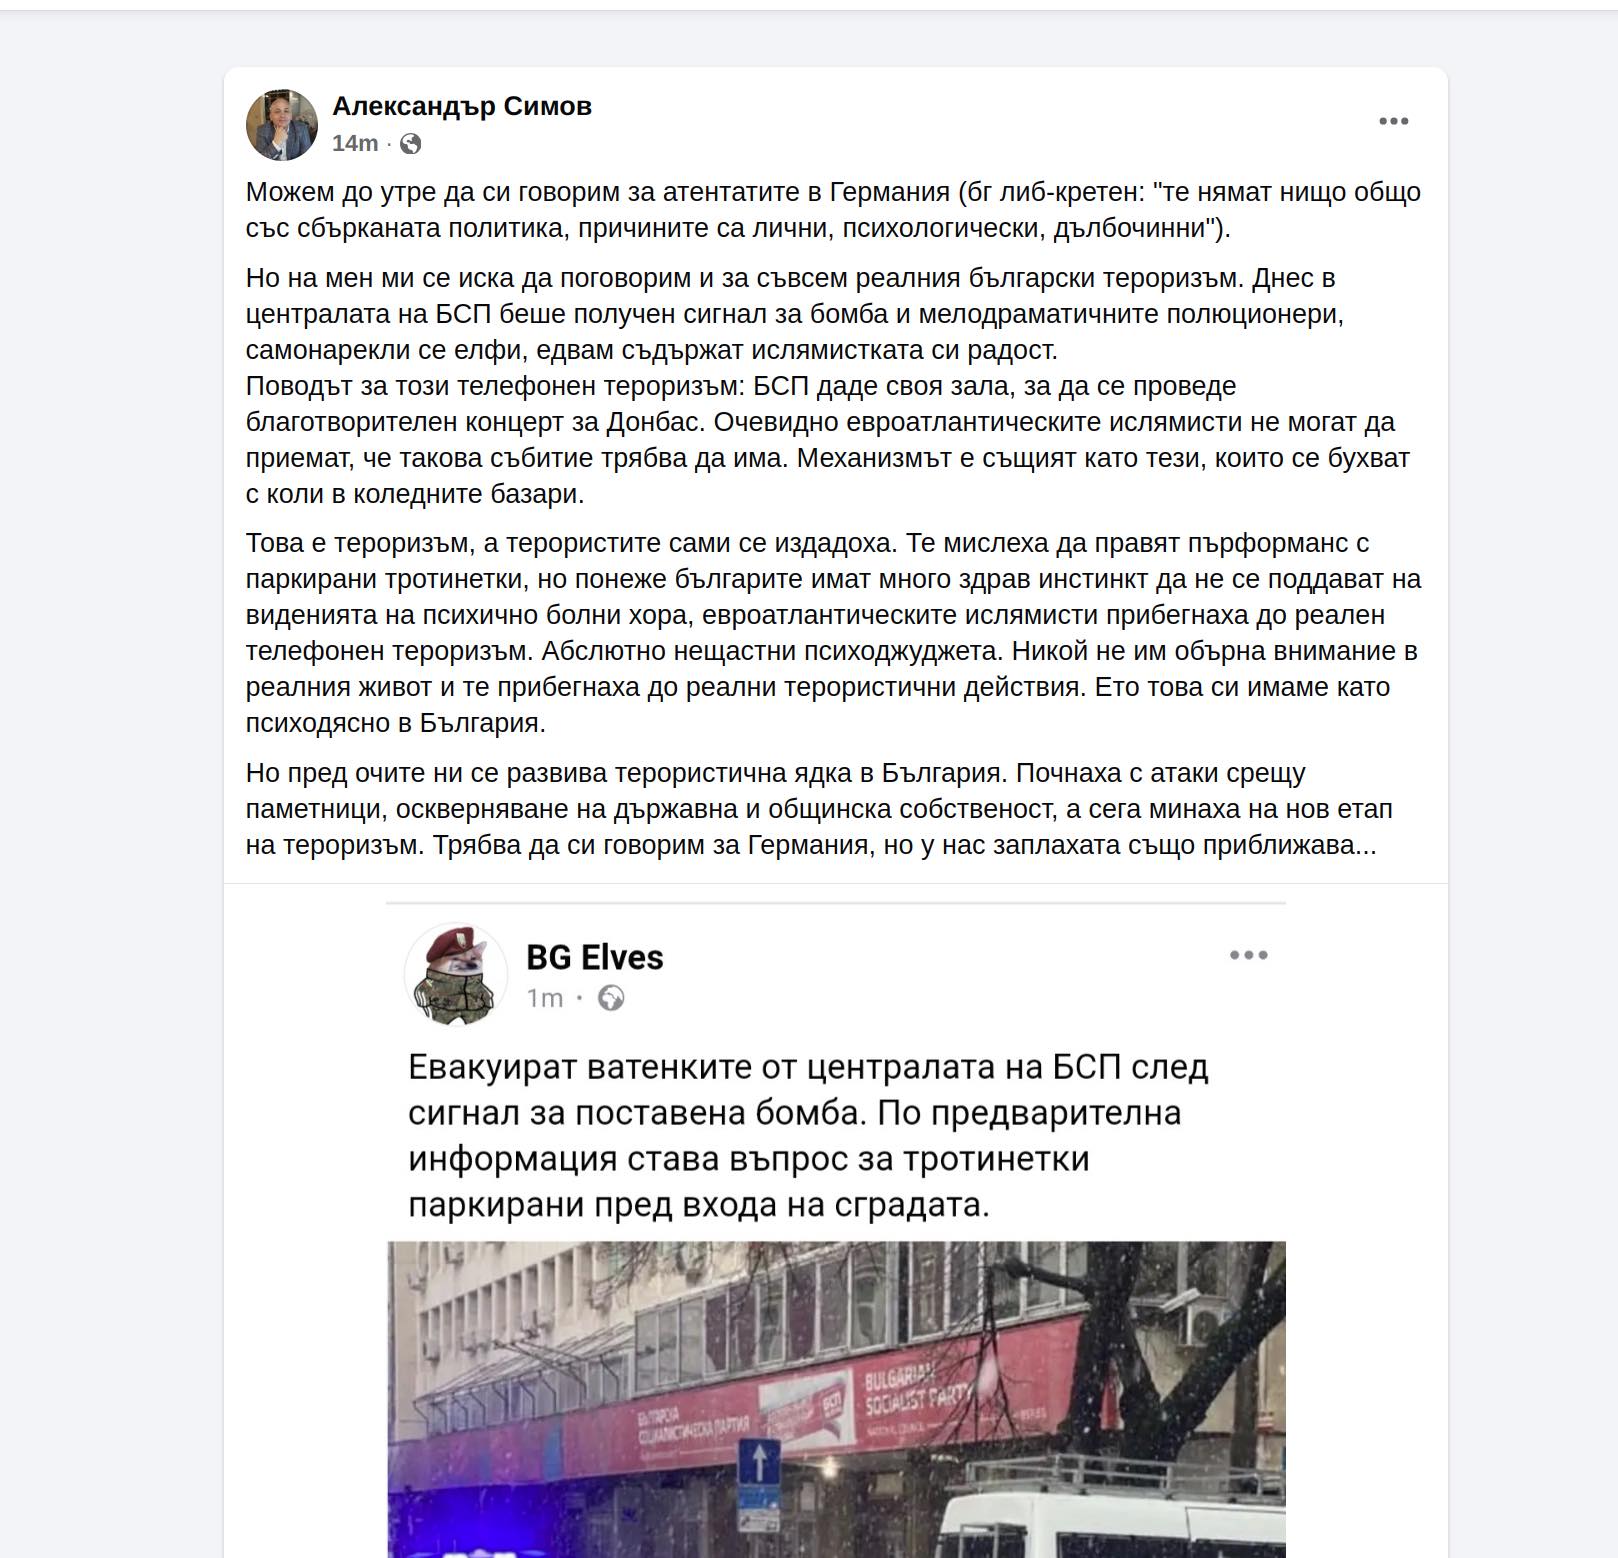 Александър Симов
14m ·
Можем до утре да си говорим за атентатите в Германия (бг либ-кретен: "те нямат нищо общо
със сбърканата политика, причините са лични, психологически, дълбочинни").
Но на мен ми се иска да поговорим и за съвсем реалния български тероризъм. Днес в
централата на БСП беше получен сигнал за бомба и мелодраматичните полюционери,
самонарекли се елфи, едвам съдържат ислямистката си радост.
Поводът за този телефонен тероризъм: БСП даде своя зала, за да се проведе
благотворителен концерт за Донбас. Очевидно евроатлантическите ислямисти не могат да
приемат, че такова събитие трябва да има. Механизмът е същият като тези, които се бухват
с коли в коледните базари.
Това е тероризъм, а терористите сами се издадоха. Те мислеха да правят пърформанс с
паркирани тротинетки, но понеже българите имат много здрав инстинкт да не се поддават на
виденията на психично болни хора, евроатлантическите ислямисти прибегнаха до реален
телефонен тероризъм. Абслютно нещастни психоджуджета. Никой не им обърна внимание в
реалния живот и те прибегнаха до реални терористични действия. Ето това си имаме като
психодясно в България.
Но пред очите ни се развива терористична ядка в България. Почнаха с атаки срещу
паметници, оскверняване на държавна и общинска собственост, а сега минаха на нов етап
на тероризъм. Трябва да си говорим за Германия, но у нас заплахата също приближава...
BG Elves
1m ·
Евакуират ватенките от централата на БСП след
сигнал за поставена бомба. По предварителна
информация става въпрос за тротинетки
паркирани пред входа на сградата.
БЪЛГАРСКА
СОЦИАЛИСТИЧЕСКА ПАРТИЯ
БСП
BULGARIAN
SOCIALIST PARTY